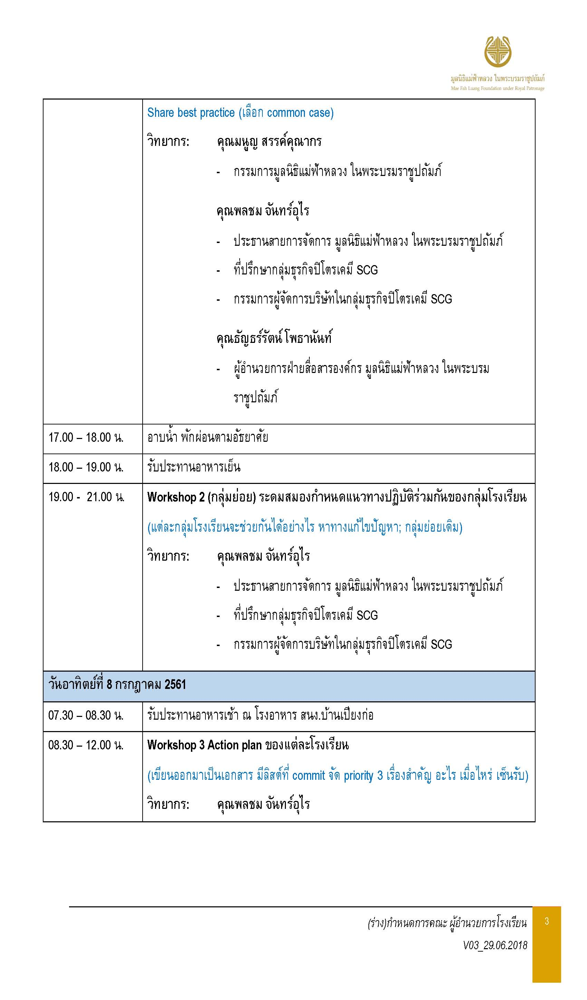 มูลนิธิแม่ฟ้าหลวง ในพระบรมราชูปถัมภ์
Mae Fah Luang Foundation under Royal Patronage
Share best practice (เลือก common case)
วิทยากร: คุณมนูญ สรรค์คุณากร
- กรรมการมูลนิธิแม่ฟ้าหลวง ในพระบรมราชูปถัมภ์
คุณพลชม จันทร์อุไร
- ประธานสายการจัดการ มูลนิธิแม่ฟ้าหลวง ในพระบรมราชูปถัมภ์
- ที่ปรึกษากลุ่มธุรกิจปิโตรเคมี SCG
- กรรมการผู้จัดการบริษัทในกลุ่มธุรกิจปิโตรเคมี SCG
คุณธัญธร์รัตน์ โพธานันท์
- ผู้อำนวยการฝ่ายสื่อสารองค์กร มูลนิธิแม่ฟ้าหลวง ในพระบรม
ราชูปถัมภ์
17.00 – 18.00 น. อาบน้ำ พักผ่อนตามอัธยาศัย
18.00 – 19.00 น. รับประทานอาหารเย็น
19.00 - 21.00 น. Workshop 2 (กลุ่มย่อย) ระดมสมองกำหนดแนวทางปฏิบัติร่วมกันของกลุ่มโรงเรียน
(แต่ละกลุ่มโรงเรียนจะช่วยกันได้อย่างไร หาทางแก้ไขปัญหา; กลุ่มย่อยเดิม)
วิทยากร: คุณพลชม จันทร์อุไร
- ประธานสายการจัดการ มูลนิธิแม่ฟ้าหลวง ในพระบรมราชูปถัมภ์
- ที่ปรึกษากลุ่มธุรกิจปิโตรเคมี SCG
- กรรมการผู้จัดการบริษัทในกลุ่มธุรกิจปิโตรเคมี SCG
วันอาทิตย์ที่ 8 กรกฎาคม 2561
07.30 – 08.30 น. รับประทานอาหารเช้า ณ โรงอาหาร สนง.บ้านเปียงก่อ
08.30 – 12.00 น. Workshop 3 Action plan ของแต่ละโรงเรียน
(เขียนออกมาเป็นเอกสาร มีลิสต์ที่ commit จัด priority 3 เรื่องสำคัญ อะไร เมื่อไหร่ เซ็นรับ)
วิทยากร: คุณพลชม จันทร์อุไร
(ร่าง)กำหนดการคณะ ผู้อำนวยการโรงเรียน 3
V03_29.06.2018